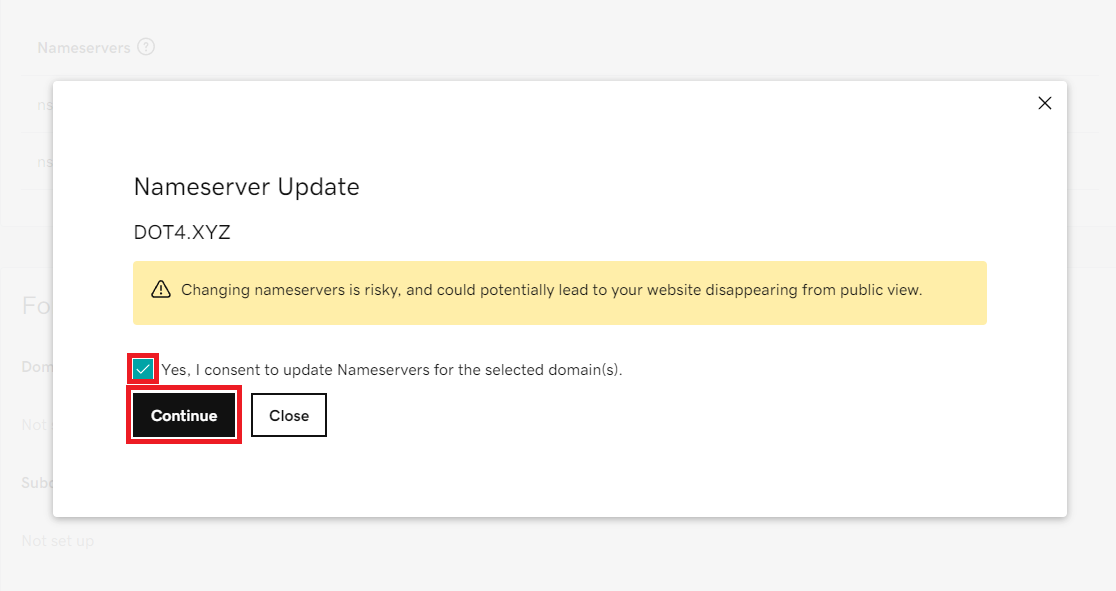 Nameservers ?
ns
ns
Nameserver Update
DOT4.XYZ
Changing nameservers is risky, and could potentially lead to your website disappearing from public view.
Yes, I consent to update Nameservers for the selected domain(s).
Continue Close
Fo
Dom
Not
Subd
Not set up